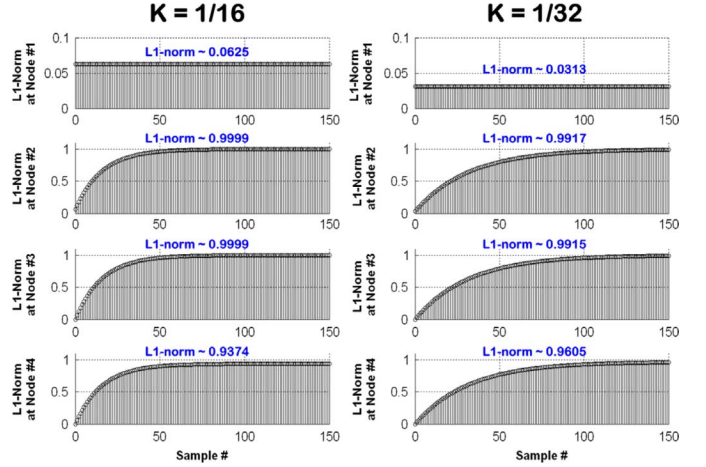 K = 1/16
K = 1/32
L1-Norm
at Node #1
0.1
0.05
0
L1-norm ~ 0.0625
0 50 100 150
L1-Norm
at Node #1
0.1
0.05
0
L1-norm ~ 0.0313
0 50 100 150
L1-Norm
at Node #2
1
0.5
0
L1-norm ~ 0.9999
0 50 100 150
L1-Norm
at Node #2
1
0.5
0
L1-norm ~ 0.9917
0 50 100 150
L1-Norm
at Node #3
1
0.5
0
L1-norm ~ 0.9999
0 50 100 150
L1-Norm
at Node #3
1
0.5
0
L1-norm ~ 0.9915
0 50 100 150
L1-Norm
at Node #4
1
0.5
0
L1-norm ~ 0.9374
0 50 100 150
Sample #
L1-Norm
at Node #4
1
0.5
0
L1-norm ~ 0.9605
0 50 100 150
Sample #